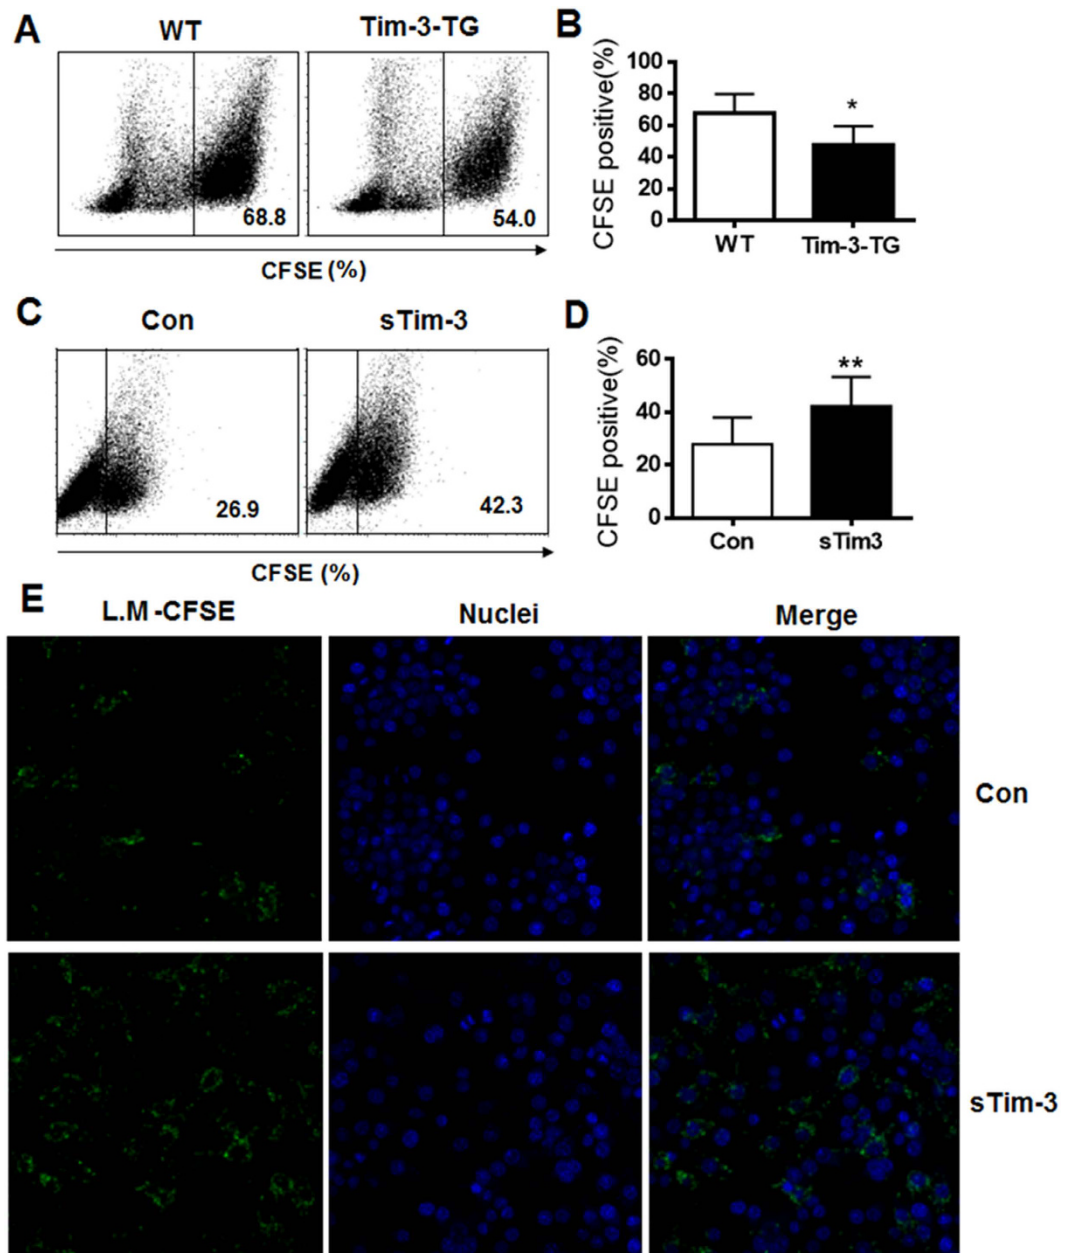 A
WT
Tim-3-TG
68.8
54.0
CFSE (%)
B
CFSE positive(%)
100
80
60
40
20
0
*
WT
Tim-3-TG
C
Con
sTim-3
26.9
42.3
CFSE (%)
D
CFSE positive(%)
60
40
20
0
**
Con
sTim3
E
L.M-CFSE
Nuclei
Merge
Con
sTim-3